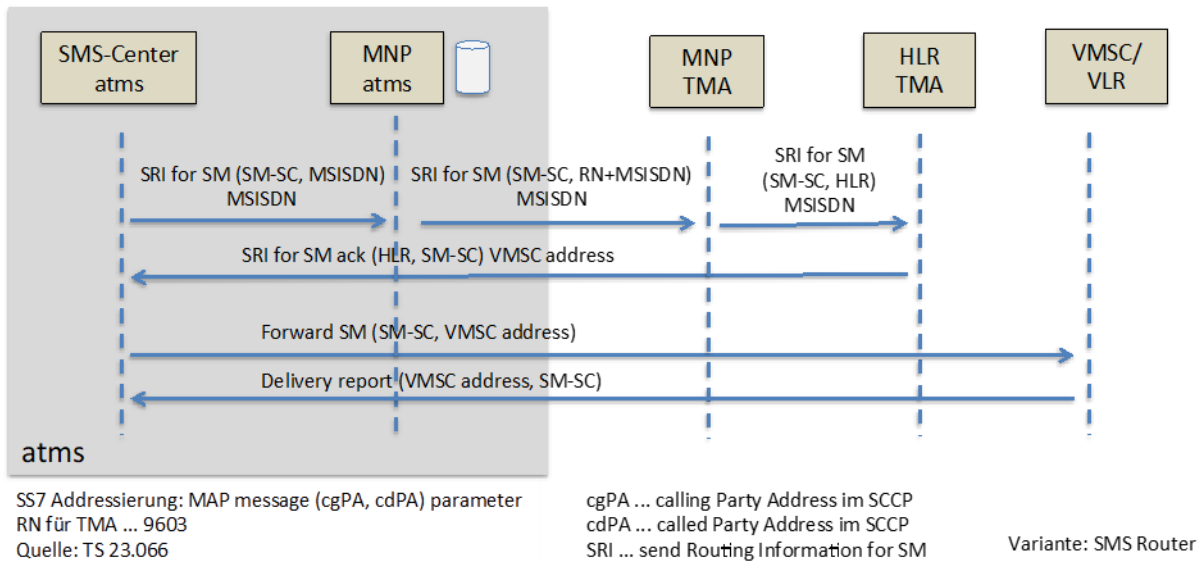 SMS-Center
atms
MNP
atms
MNP
TMA
HLR
TMA
VMSC/
VLR
SRI for SM (SM-SC, MSISDN)
MSISDN
SRI for SM (SM-SC, RN+MSISDN)
MSISDN
SRI for SM
(SM-SC, HLR)
MSISDN
SRI for SM ack (HLR, SM-SC) VMSC address
Forward SM (SM-SC, VMSC address)
Delivery report (VMSC address, SM-SC)
atms
SS7 Addressierung: MAP message (cgPA, cdPA) parameter
RN für TMA ... 9603
Quelle: TS 23.066
cgPA ... calling Party Address im SCCP
cdPA ... called Party Address im SCCP
SRI ... send Routing Information for SM
Variante: SMS Router